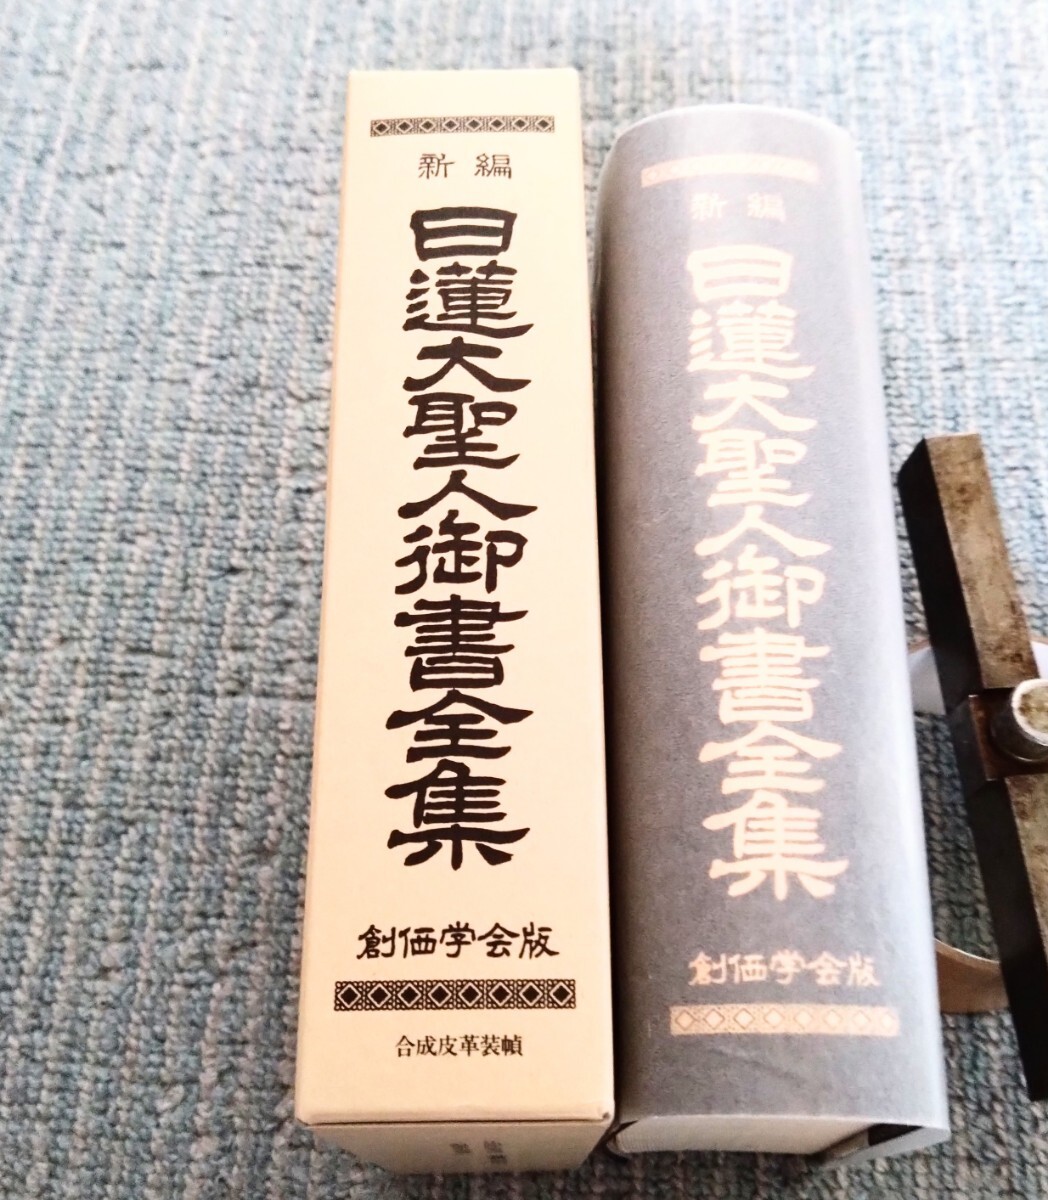 新編
日蓮大聖人御書全集
創価学会版
合成皮革装幀
新編
日蓮大聖人御書全集
創価学会版